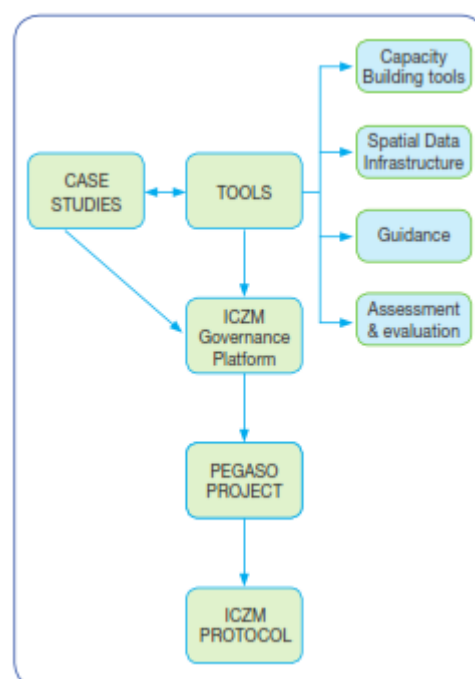 Capacity
Building tools
Spatial Data
Infrastructure
CASE
STUDIES
TOOLS
Guidance
Assessment
& evaluation
ICZM
Governance
Platform
PEGASO
PROJECT
ICZM
PROTOCOL